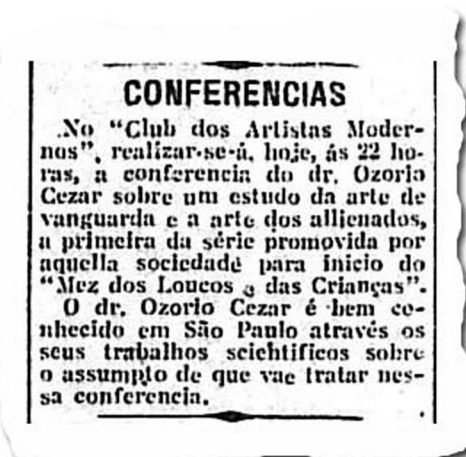 CONFERENCIAS
No "Club dos Artistas Moder-
nos", realizar-se-á, hoje, ás 22 ho-
ras, a conferencia do dr. Ozorio
Cezar sobre um estudo da arte de
vanguarda e a arte dos allienados,
a primeira da série promovida por
aquella sociedade para inicio do
"Mez dos Loucos e das Crianças".
O dr. Ozorio Cezar é bem co-
nhecido em São Paulo através os
seus trabalhos scientificos sobre
o assumpto de que vae tratar nes-
sa conferencia.